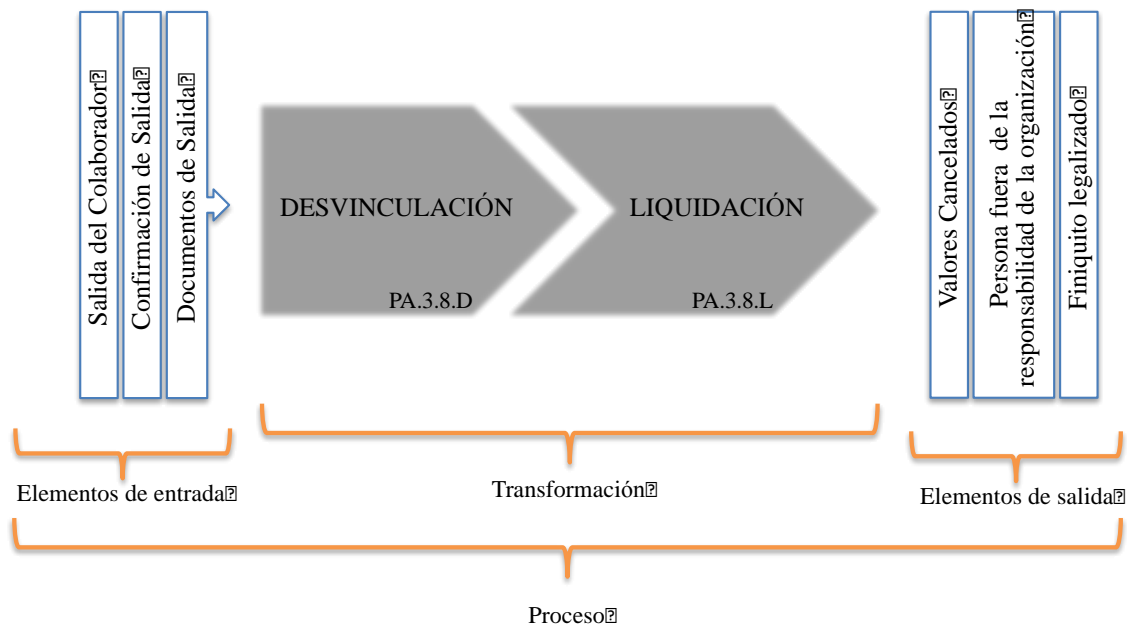 Salida del Colaborador
Confirmación de Salida
Documentos de Salida
DESVINCULACIÓN
PA.3.8.D
LIQUIDACIÓN
PA.3.8.L
Valores Cancelados
Persona fuera de la
responsabilidad de la organización
Finiquito legalizado
Elementos de entrada
Transformación
Elementos de salida
Proceso